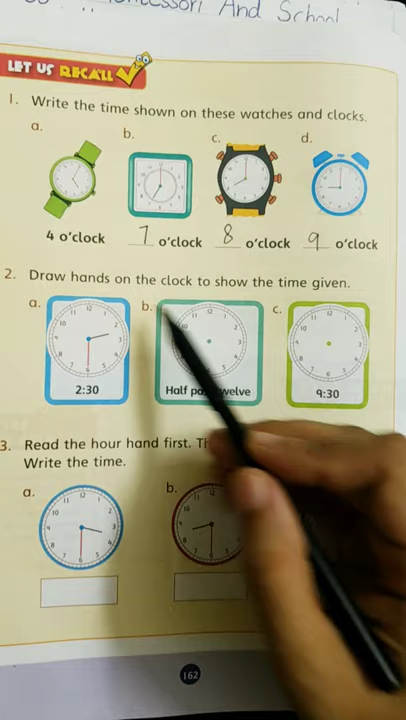 Montessori And School
LET US RECALL
1. Write the time shown on these watches and clocks.
a. b. c. d.
4 o'clock 7 o'clock 8 o'clock 9 o'clock
2. Draw hands on the clock to show the time given.
a. b. c.
2:30 Half welve 9:30
3. Read the hour hand first.
Write the time.
a. b.
162